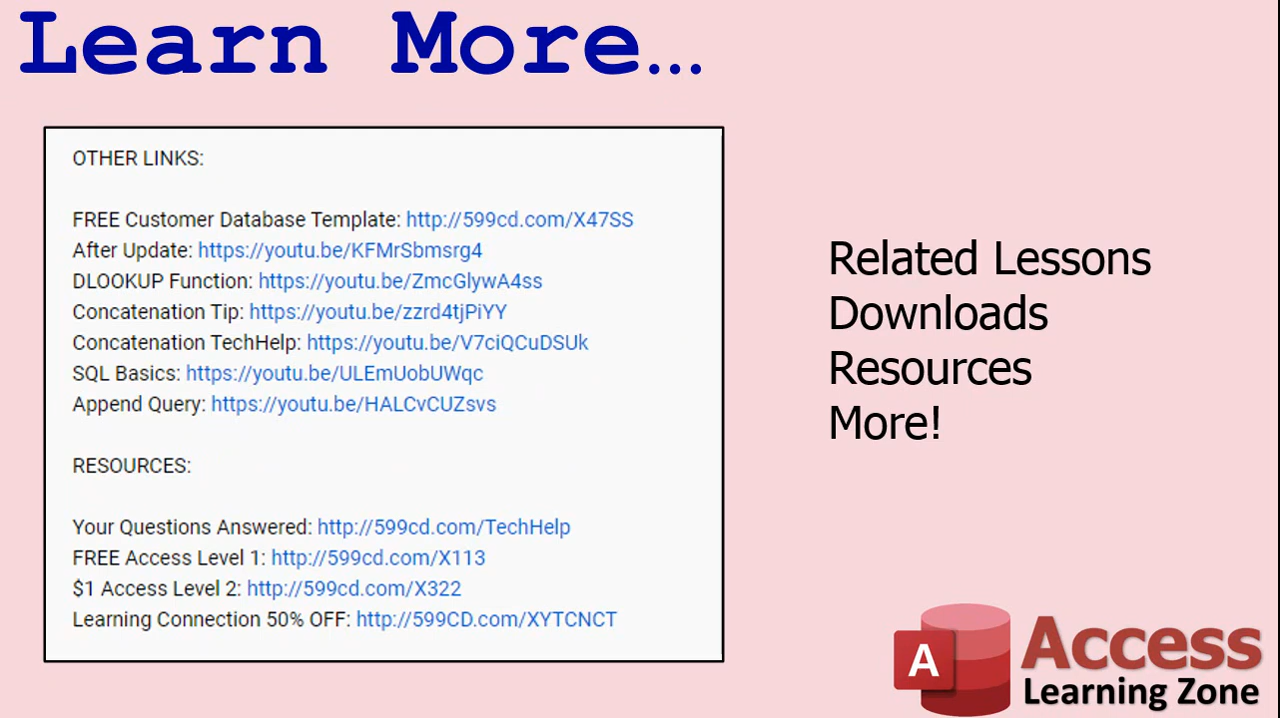 Learn More...
OTHER LINKS:
FREE Customer Database Template: http://599cd.com/X47SS
After Update: https://youtu.be/KFMrSbmsrg4
DLOOKUP Function: https://youtu.be/ZmcGlywA4ss
Concatenation Tip: https://youtu.be/zzrd4tjPiYY
Concatenation TechHelp: https://youtu.be/V7ciQCuDSUk
SQL Basics: https://youtu.be/ULEmUobUWqc
Append Query: https://youtu.be/HALCvCUZsvs
RESOURCES:
Your Questions Answered: http://599cd.com/TechHelp
FREE Access Level 1: http://599cd.com/X113
$1 Access Level 2: http://599cd.com/X322
Learning Connection 50% OFF: http://599CD.com/XYTCNCT
Related Lessons
Downloads
Resources
More!
A
Access
Learning Zone